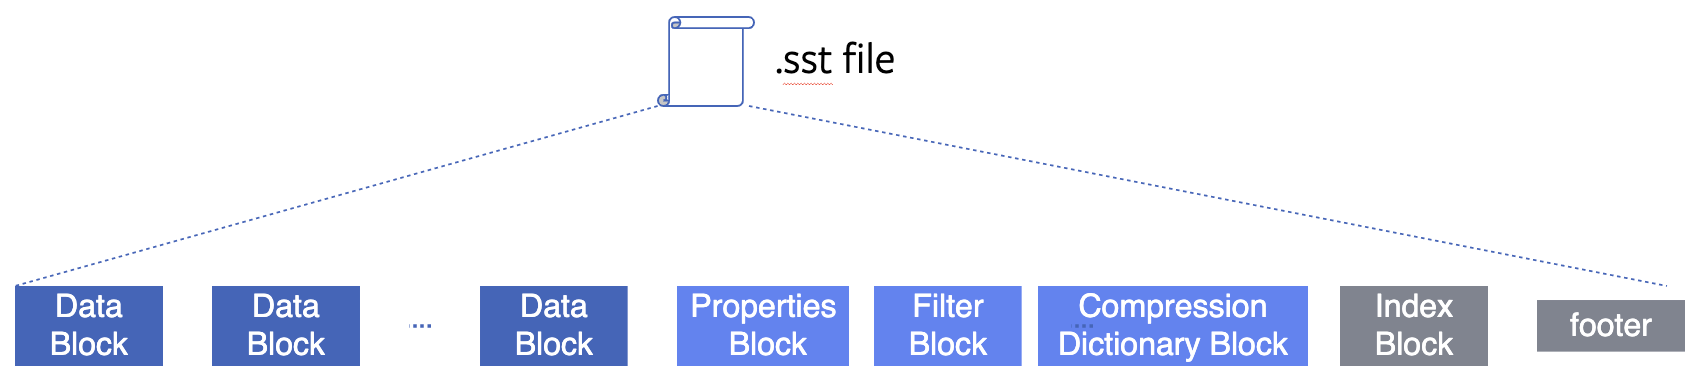 .sst file
Data
Block
Data
Block
...
Data
Block
Properties
Block
Filter
Block
Compression
Dictionary Block
...
Index
Block
footer